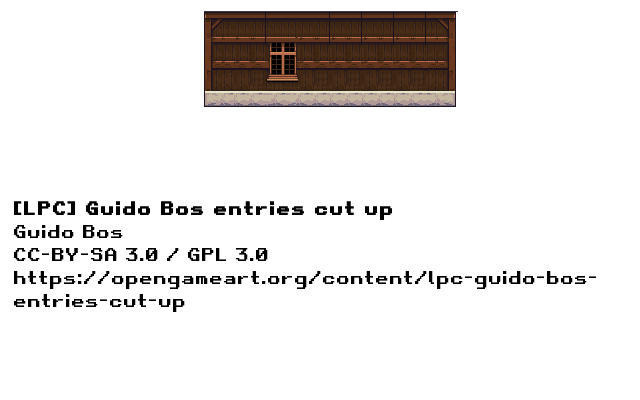 [LPC] Guido Bos entries cut up
Guido Bos
CC-BY-SA 3.0 / GPL 3.0
https://opengameart.org/content/lpc-guido-bos-
entries-cut-up